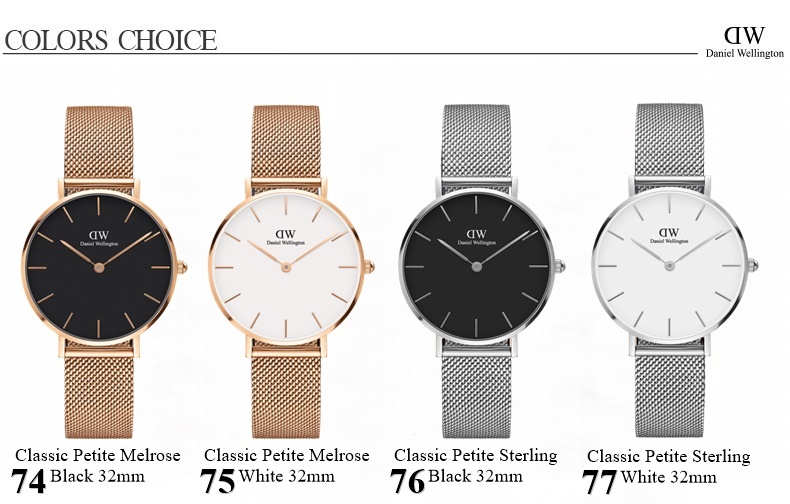 COLORS CHOICE
DW
Daniel Wellington
DW
Daniel Wellington
DW
Daniel Wellington
DW
Daniel Wellington
DW
Daniel Wellington
Classic Petite Melrose
74 Black 32mm
Classic Petite Melrose
75 White 32mm
Classic Petite Sterling
76 Black 32mm
Classic Petite Sterling
77 White 32mm